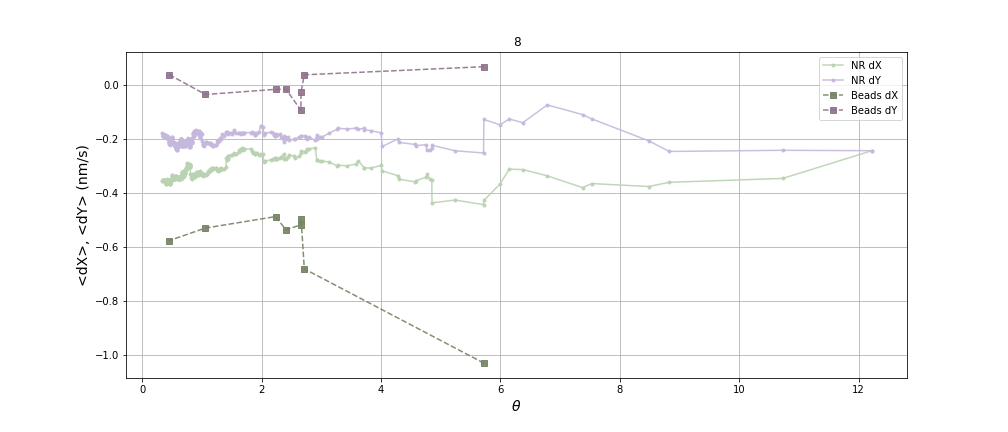 8
NR dX
NR dY
Beads dX
Beads dY
<dX>, <dY> (nm/s)
0.0
−0.2
−0.4
−0.6
−0.8
−1.0
0 2 4 6 8 10 12
θ